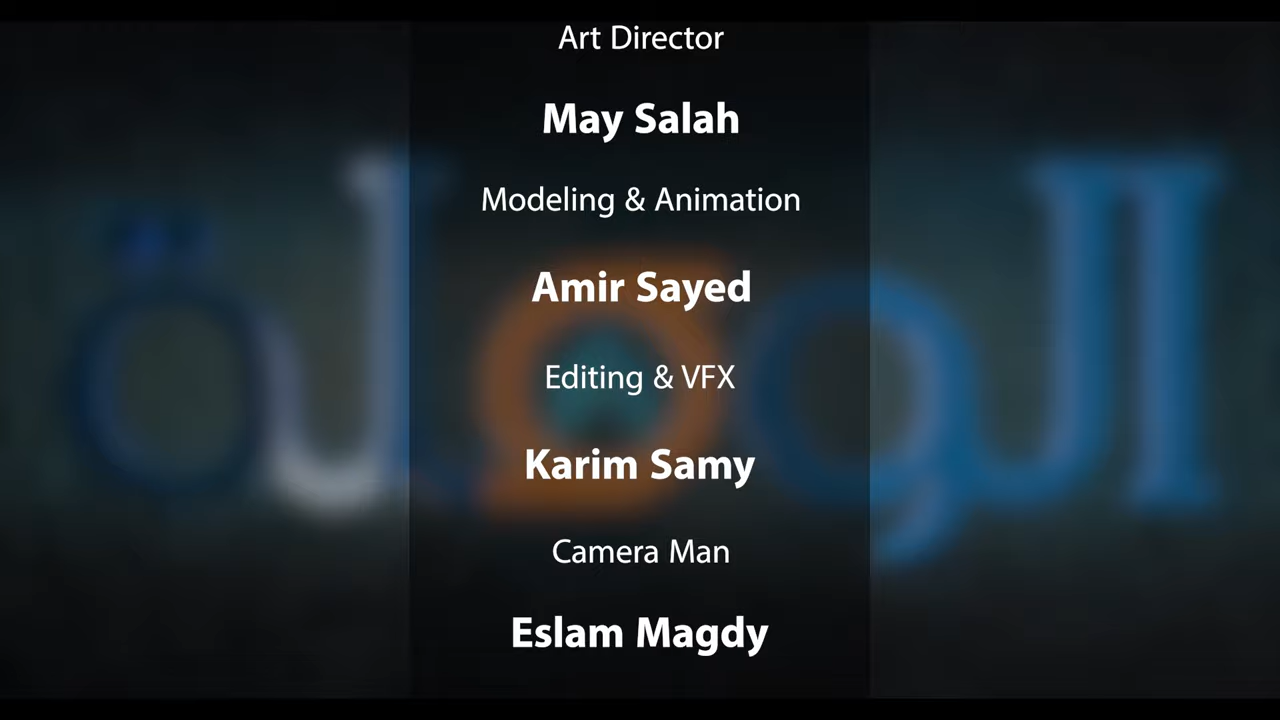 Art Director
May Salah
Modeling & Animation
Amir Sayed
Editing & VFX
Karim Samy
Camera Man
Eslam Magdy